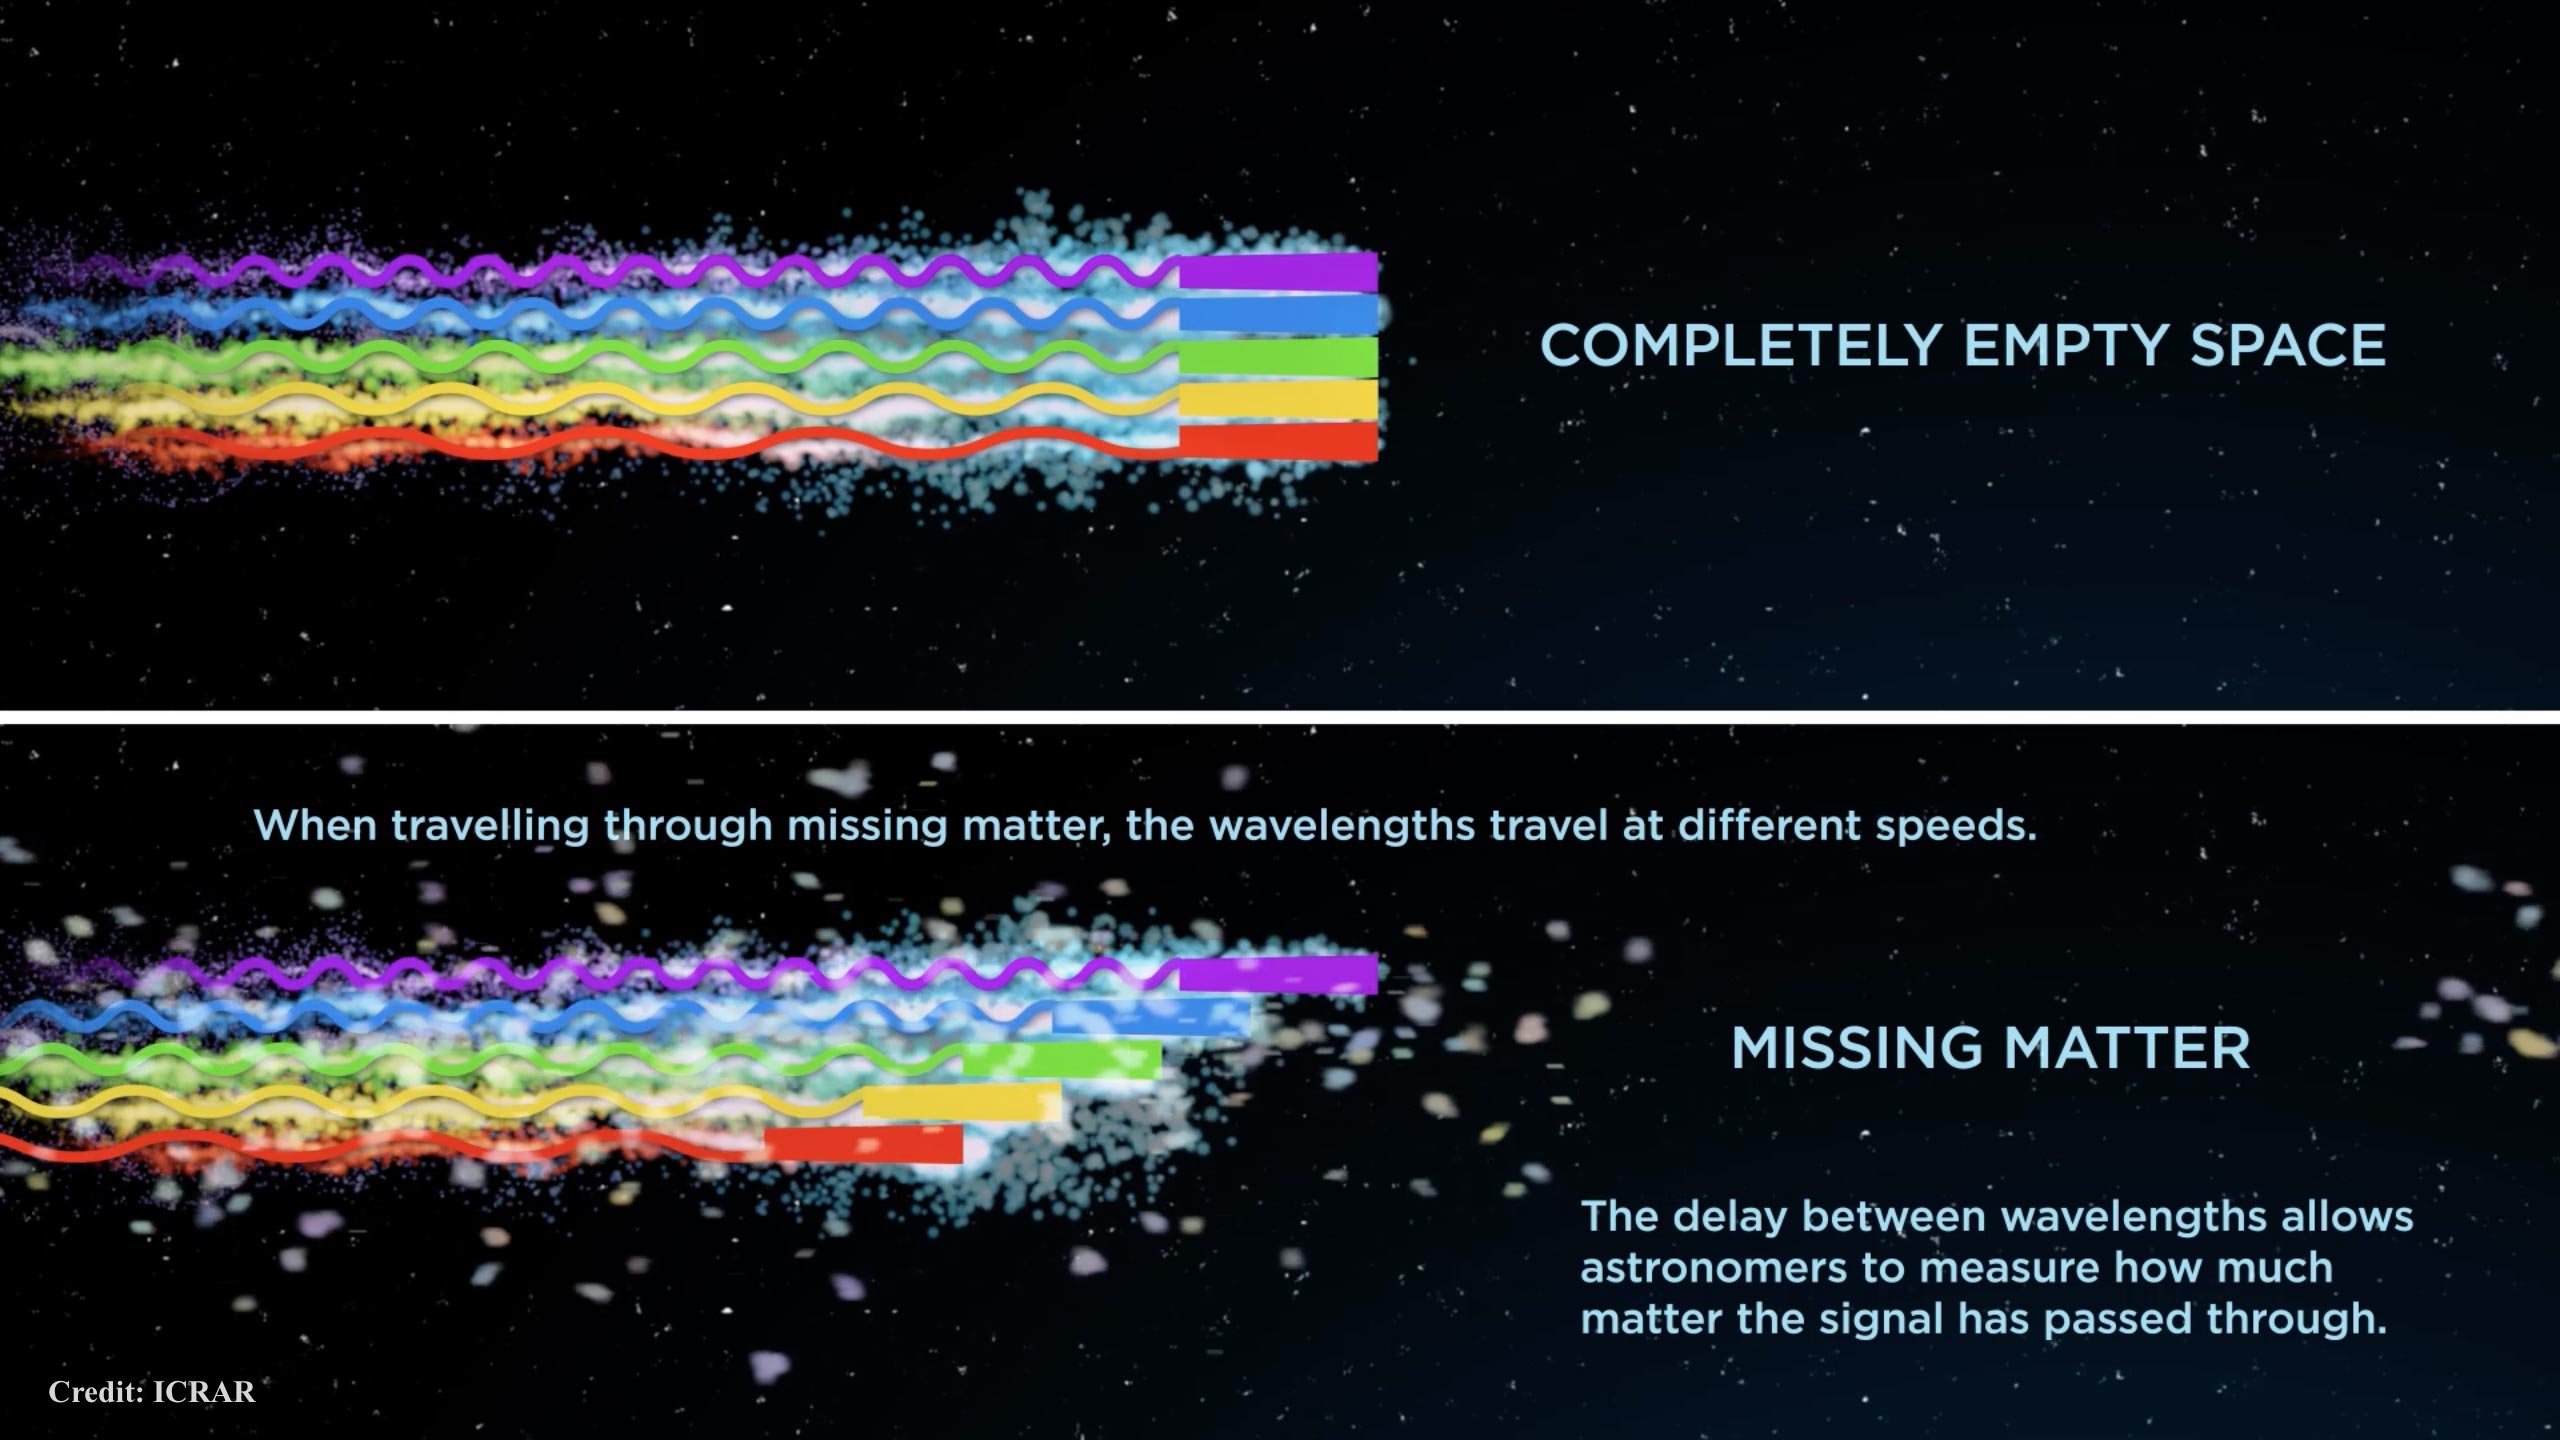 COMPLETELY EMPTY SPACE
When travelling through missing matter, the wavelengths travel at different speeds.
MISSING MATTER
The delay between wavelengths allows
astronomers to measure how much
matter the signal has passed through.
Credit: ICRAR